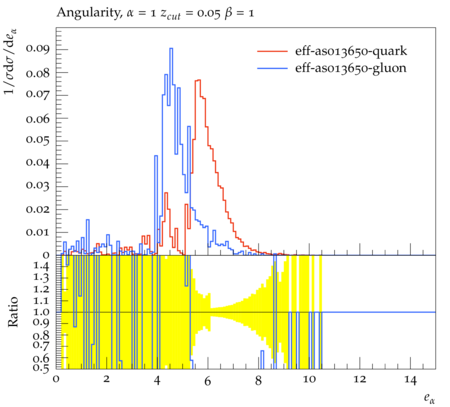 Angularity, α = 1 z_cut = 0.05 β = 1
1/σdσ/de_α
eff-as013650-quark
eff-as013650-gluon
0.09
0.08
0.07
0.06
0.05
0.04
0.03
0.02
0.01
0
Ratio
1.4
1.3
1.2
1.1
1.0
0.9
0.8
0.7
0.6
0.5
0 2 4 6 8 10 12 14
e_α